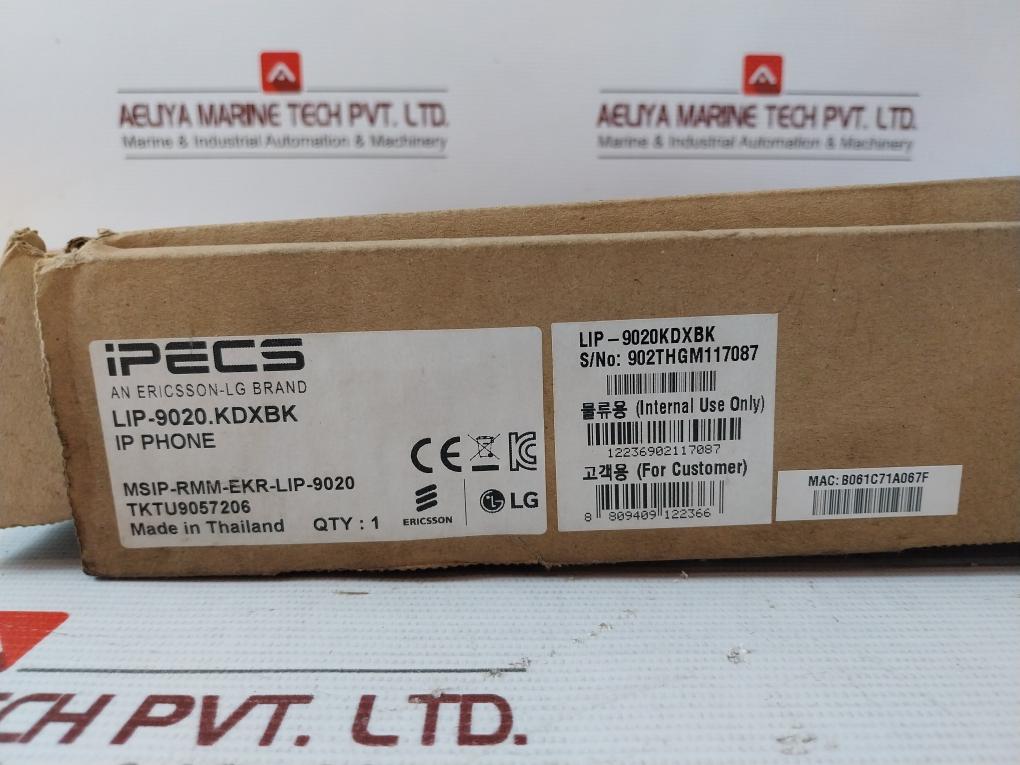 AELIYA MARINE TECH PVT. LTD.
Marine & Industrial Automation & Machinery
AELIYA MARINE TECH PVT. LTD.
Marine & Industrial Automation & Machinery
iPECS
AN ERICSSON-LG BRAND
LIP-9020.KDXBK
IP PHONE
MSIP-RMM-EKR-LIP-9020
TKTU9057206
Made in Thailand QTY : 1
CE
ERICSSON
LG
LIP-9020KDXBK
S/No: 902THGM117087
물류용 (Internal Use Only)
12236902117087
고객용 (For Customer)
8 809409 122366
MAC: B061C71A067F
CH PVT. LTD.